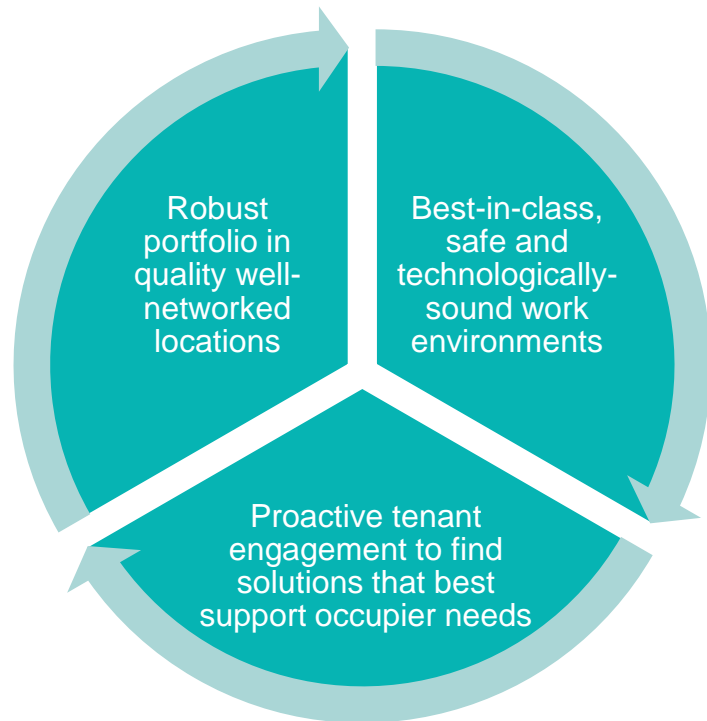 Robust
portfolio in
quality well-
networked
locations
Best-in-class,
safe and
technologically-
sound work
environments
Proactive tenant
engagement to find
solutions that best
support occupier needs